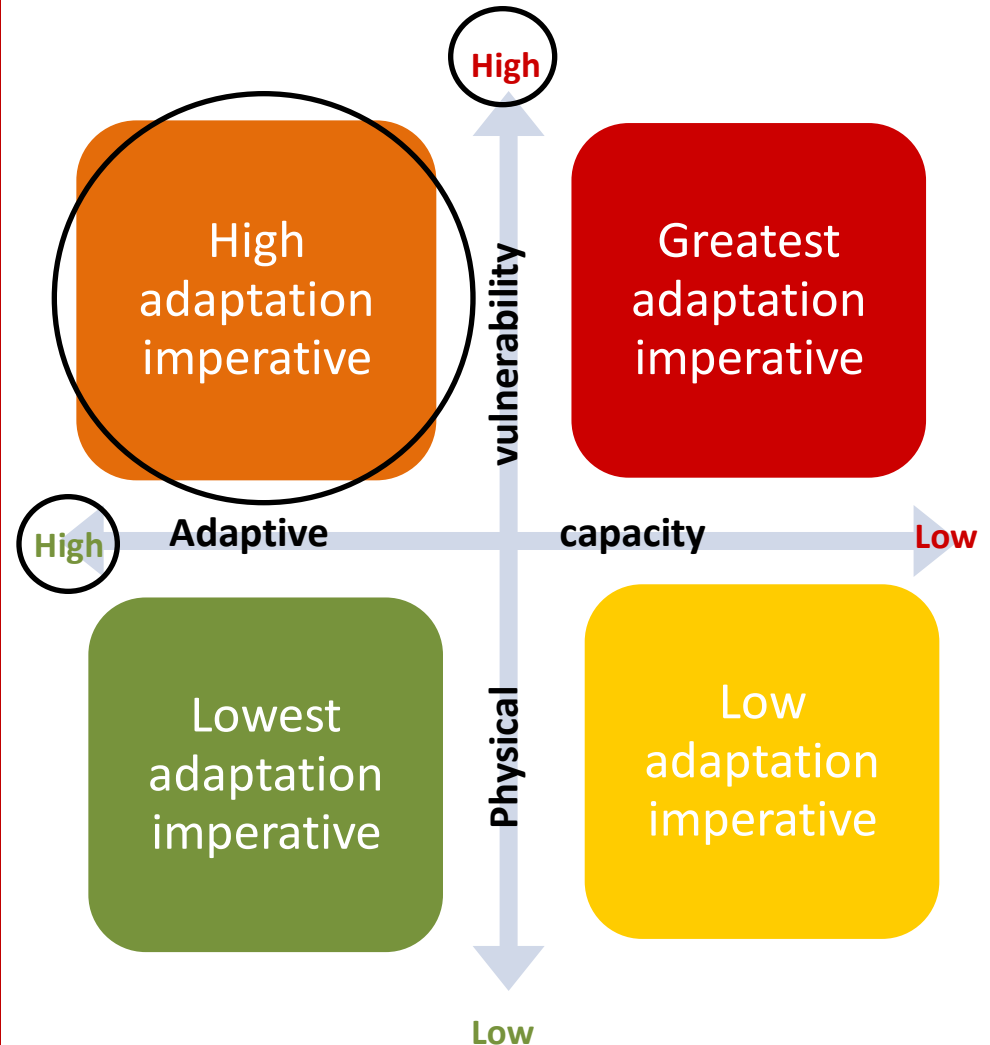 High
High
adaptation
imperative
Greatest
adaptation
imperative
vulnerability
High
Adaptive
capacity
Low
Lowest
adaptation
imperative
Physical
Low
adaptation
imperative
Low